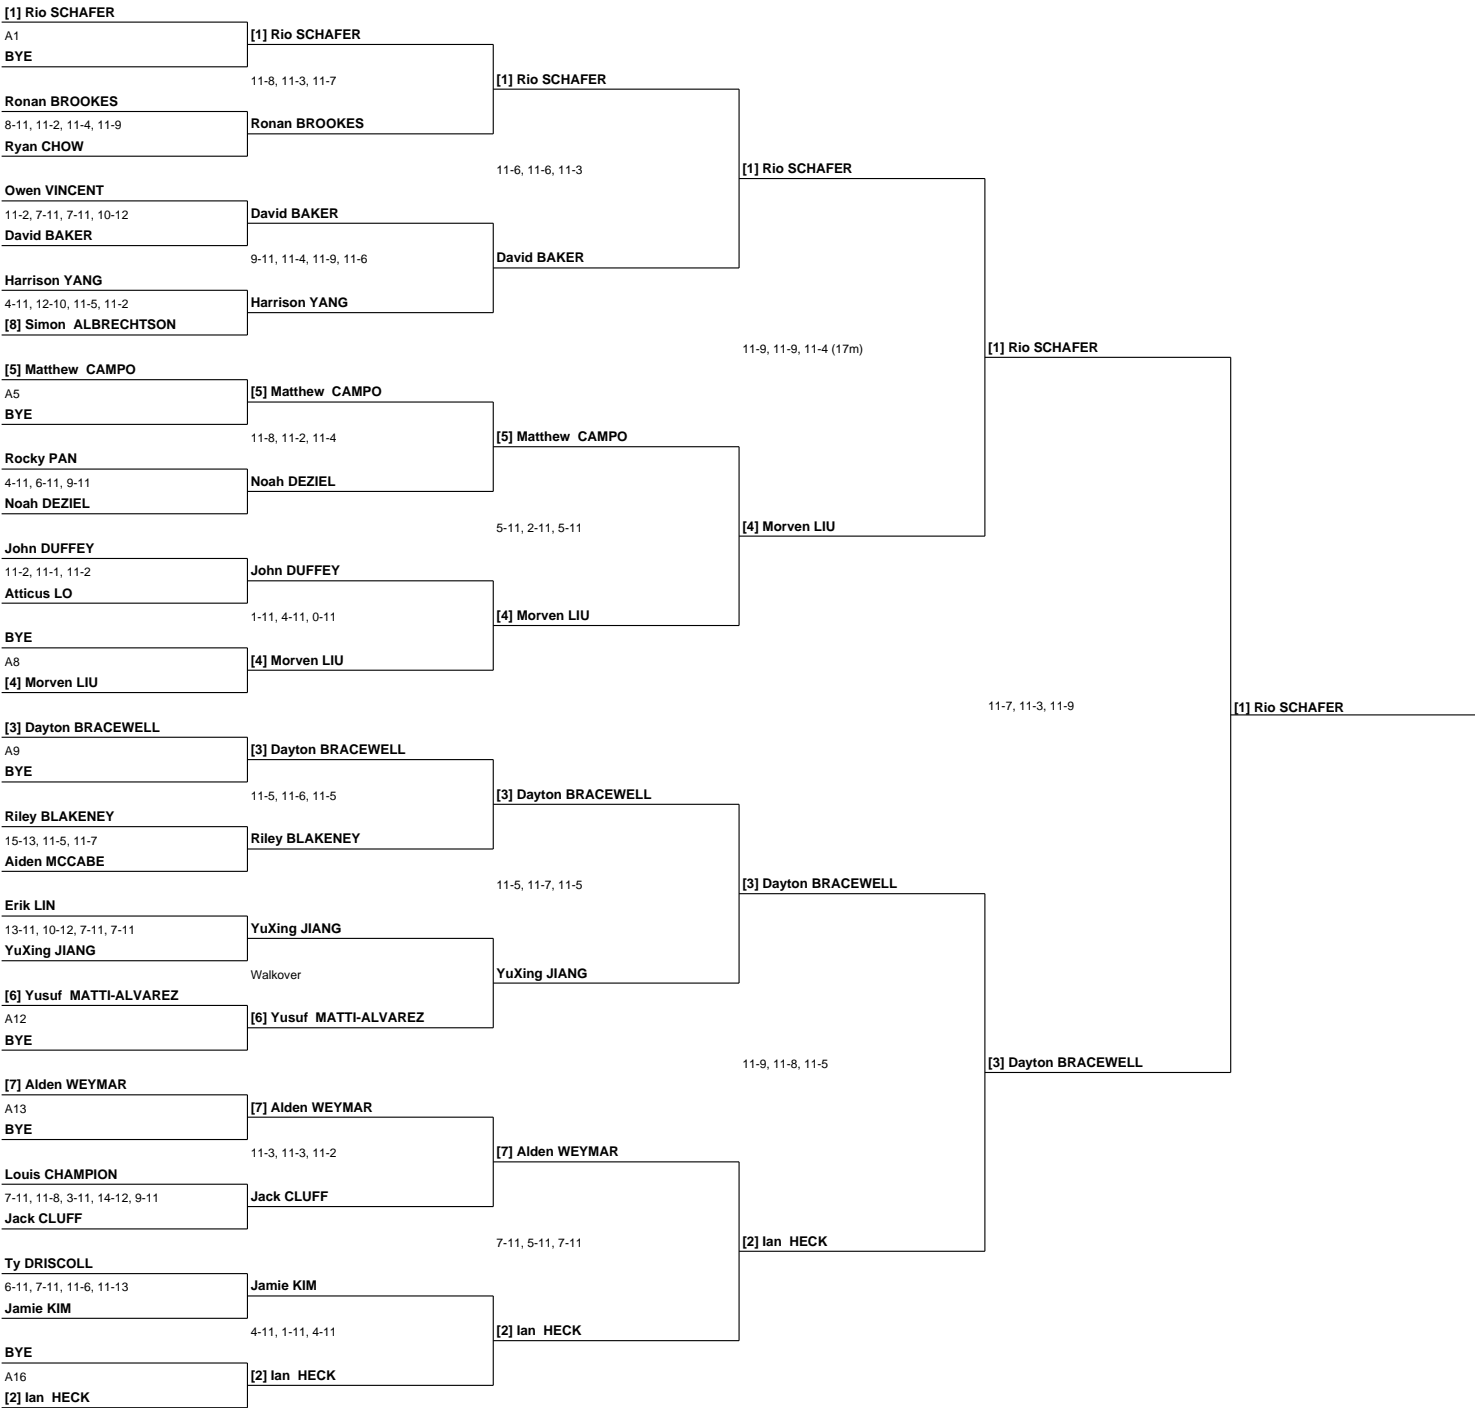 [1] Rio SCHAFER
A1
BYE
Ronan BROOKES
8-11, 11-2, 11-4, 11-9
Ryan CHOW
Owen VINCENT
11-2, 7-11, 7-11, 10-12
David BAKER
Harrison YANG
4-11, 12-10, 11-5, 11-2
[8] Simon ALBRECHTSON
[5] Matthew CAMPO
A5
BYE
Rocky PAN
4-11, 6-11, 9-11
Noah DEZIEL
John DUFFEY
11-2, 11-1, 11-2
Atticus LO
BYE
A8
[4] Morven LIU
[3] Dayton BRACEWELL
A9
BYE
Riley BLAKENEY
15-13, 11-5, 11-7
Aiden MCCABE
Erik LIN
13-11, 10-12, 7-11, 7-11
YuXing JIANG
[6] Yusuf MATTI-ALVAREZ
A12
BYE
[7] Alden WEYMAR
A13
BYE
Louis CHAMPION
7-11, 11-8, 3-11, 14-12, 9-11
Jack CLUFF
Ty DRISCOLL
6-11, 7-11, 11-6, 11-13
Jamie KIM
BYE
A16
[2] Ian HECK
[1] Rio SCHAFER
11-8, 11-3, 11-7
Ronan BROOKES
David BAKER
9-11, 11-4, 11-9, 11-6
Harrison YANG
[5] Matthew CAMPO
11-8, 11-2, 11-4
Noah DEZIEL
John DUFFEY
1-11, 4-11, 0-11
[4] Morven LIU
[3] Dayton BRACEWELL
11-5, 11-6, 11-5
Riley BLAKENEY
YuXing JIANG
Walkover
[6] Yusuf MATTI-ALVAREZ
[7] Alden WEYMAR
11-3, 11-3, 11-2
Jack CLUFF
Jamie KIM
4-11, 1-11, 4-11
[2] Ian HECK
[1] Rio SCHAFER
11-6, 11-6, 11-3
David BAKER
[5] Matthew CAMPO
5-11, 2-11, 5-11
[4] Morven LIU
[3] Dayton BRACEWELL
11-5, 11-7, 11-5
YuXing JIANG
[7] Alden WEYMAR
7-11, 5-11, 7-11
[2] Ian HECK
[1] Rio SCHAFER
11-9, 11-9, 11-4 (17m)
[4] Morven LIU
[3] Dayton BRACEWELL
11-9, 11-8, 11-5
[2] Ian HECK
[1] Rio SCHAFER
11-7, 11-3, 11-9
[3] Dayton BRACEWELL
[1] Rio SCHAFER